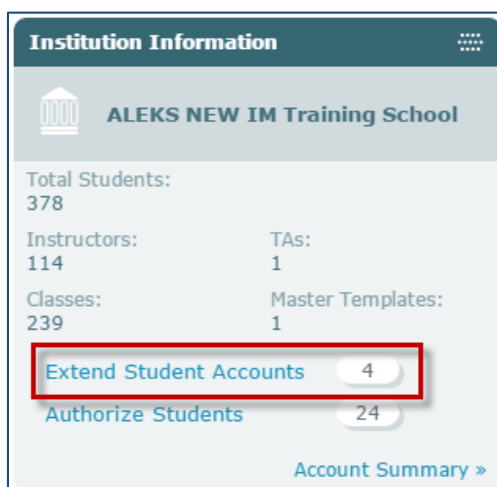 Institution Information
ALEKS NEW IM Training School
Total Students:
378
Instructors: TAs:
114 1
Classes: Master Templates:
239 1
Extend Student Accounts 4
Authorize Students 24
Account Summary »